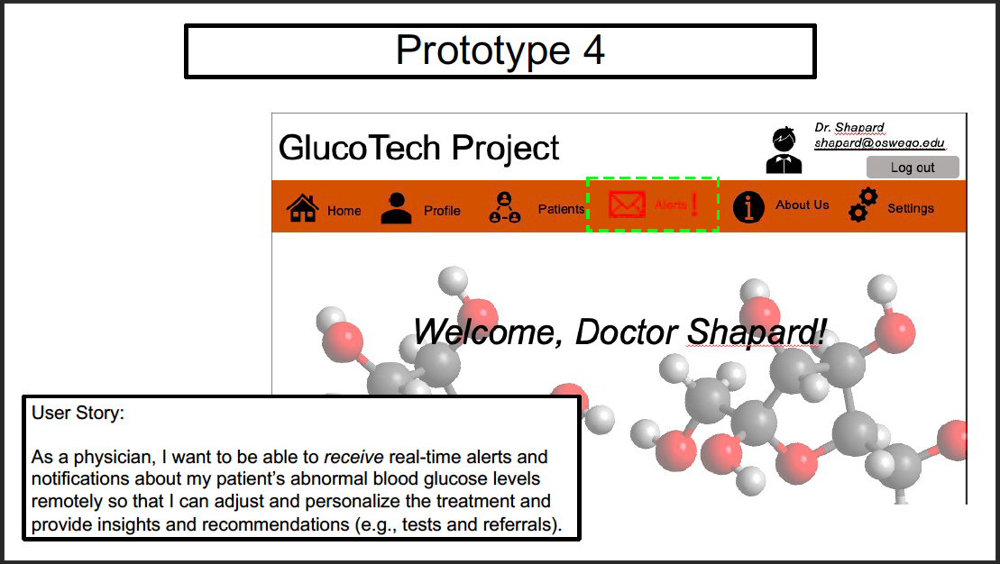 Prototype 4
GlucoTech Project
Dr. Shapard
shapard@oswego.edu
Log out
Home
Profile
Patients
Alerts!
About Us
Settings
Welcome, Doctor Shapard!
User Story:
As a physician, I want to be able to receive real-time alerts and
notifications about my patient's abnormal blood glucose levels
remotely so that I can adjust and personalize the treatment and
provide insights and recommendations (e.g., tests and referrals).